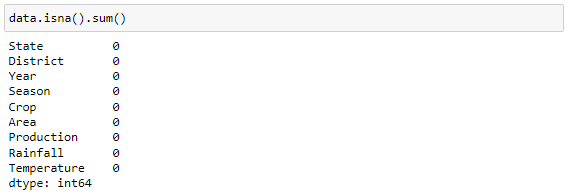 data.isna().sum()
State 0
District 0
Year 0
Season 0
Crop 0
Area 0
Production 0
Rainfall 0
Temperature 0
dtype: int64